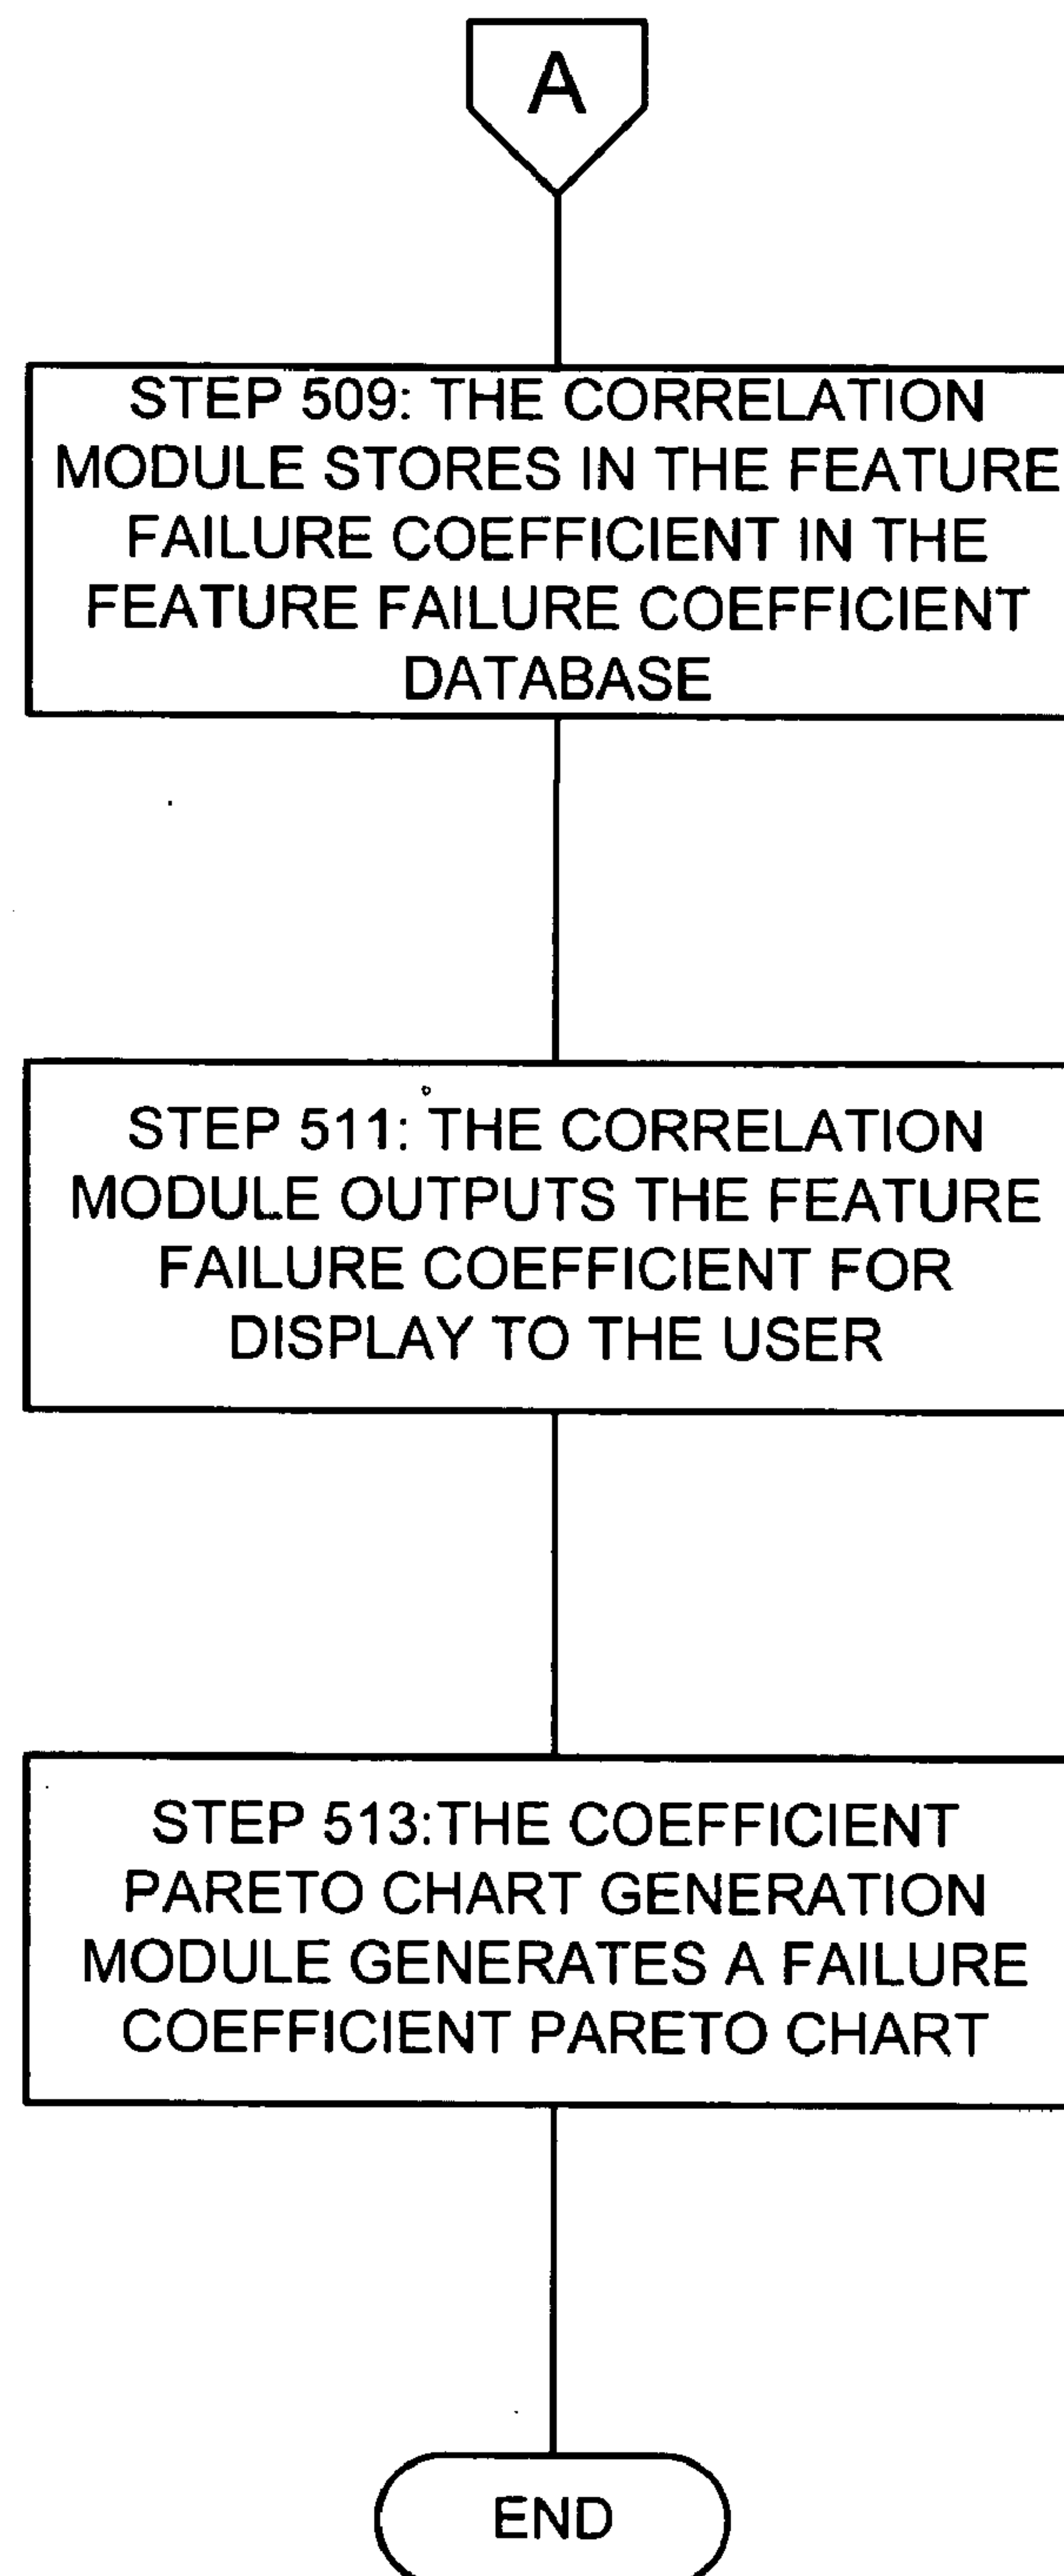 A
STEP 509: THE CORRELATION
MODULE STORES IN THE FEATURE
FAILURE COEFFICIENT IN THE
FEATURE FAILURE COEFFICIENT
DATABASE
STEP 511: THE CORRELATION
MODULE OUTPUTS THE FEATURE
FAILURE COEFFICIENT FOR
DISPLAY TO THE USER
STEP 513:THE COEFFICIENT
PARETO CHART GENERATION
MODULE GENERATES A FAILURE
COEFFICIENT PARETO CHART
END